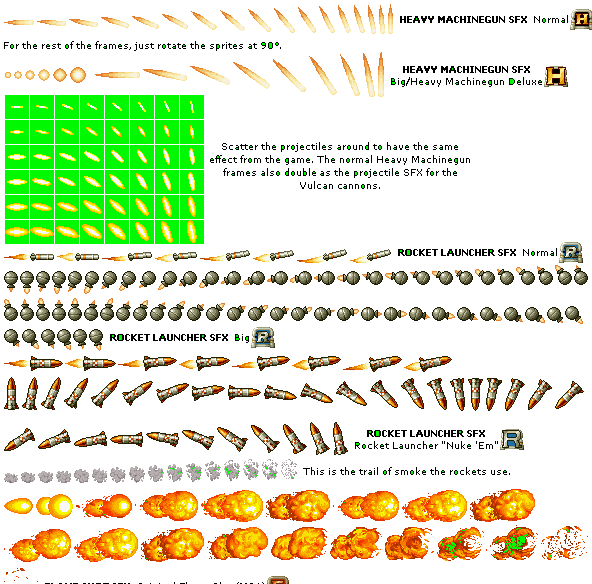 HEAVY MACHINEGUN SFX Normal H
For the rest of the frames, just rotate the sprites at 90°.
HEAVY MACHINEGUN SFX
Big/Heavy Machinegun Deluxe H
Scatter the projectiles around to have the same
effect from the game. The normal Heavy Machinegun
frames also double as the projectile SFX for the
Vulcan cannons.
ROCKET LAUNCHER SFX Normal R
ROCKET LAUNCHER SFX Big R
ROCKET LAUNCHER SFX
Rocket Launcher "Nuke 'Em" R
This is the trail of smoke the rockets use.